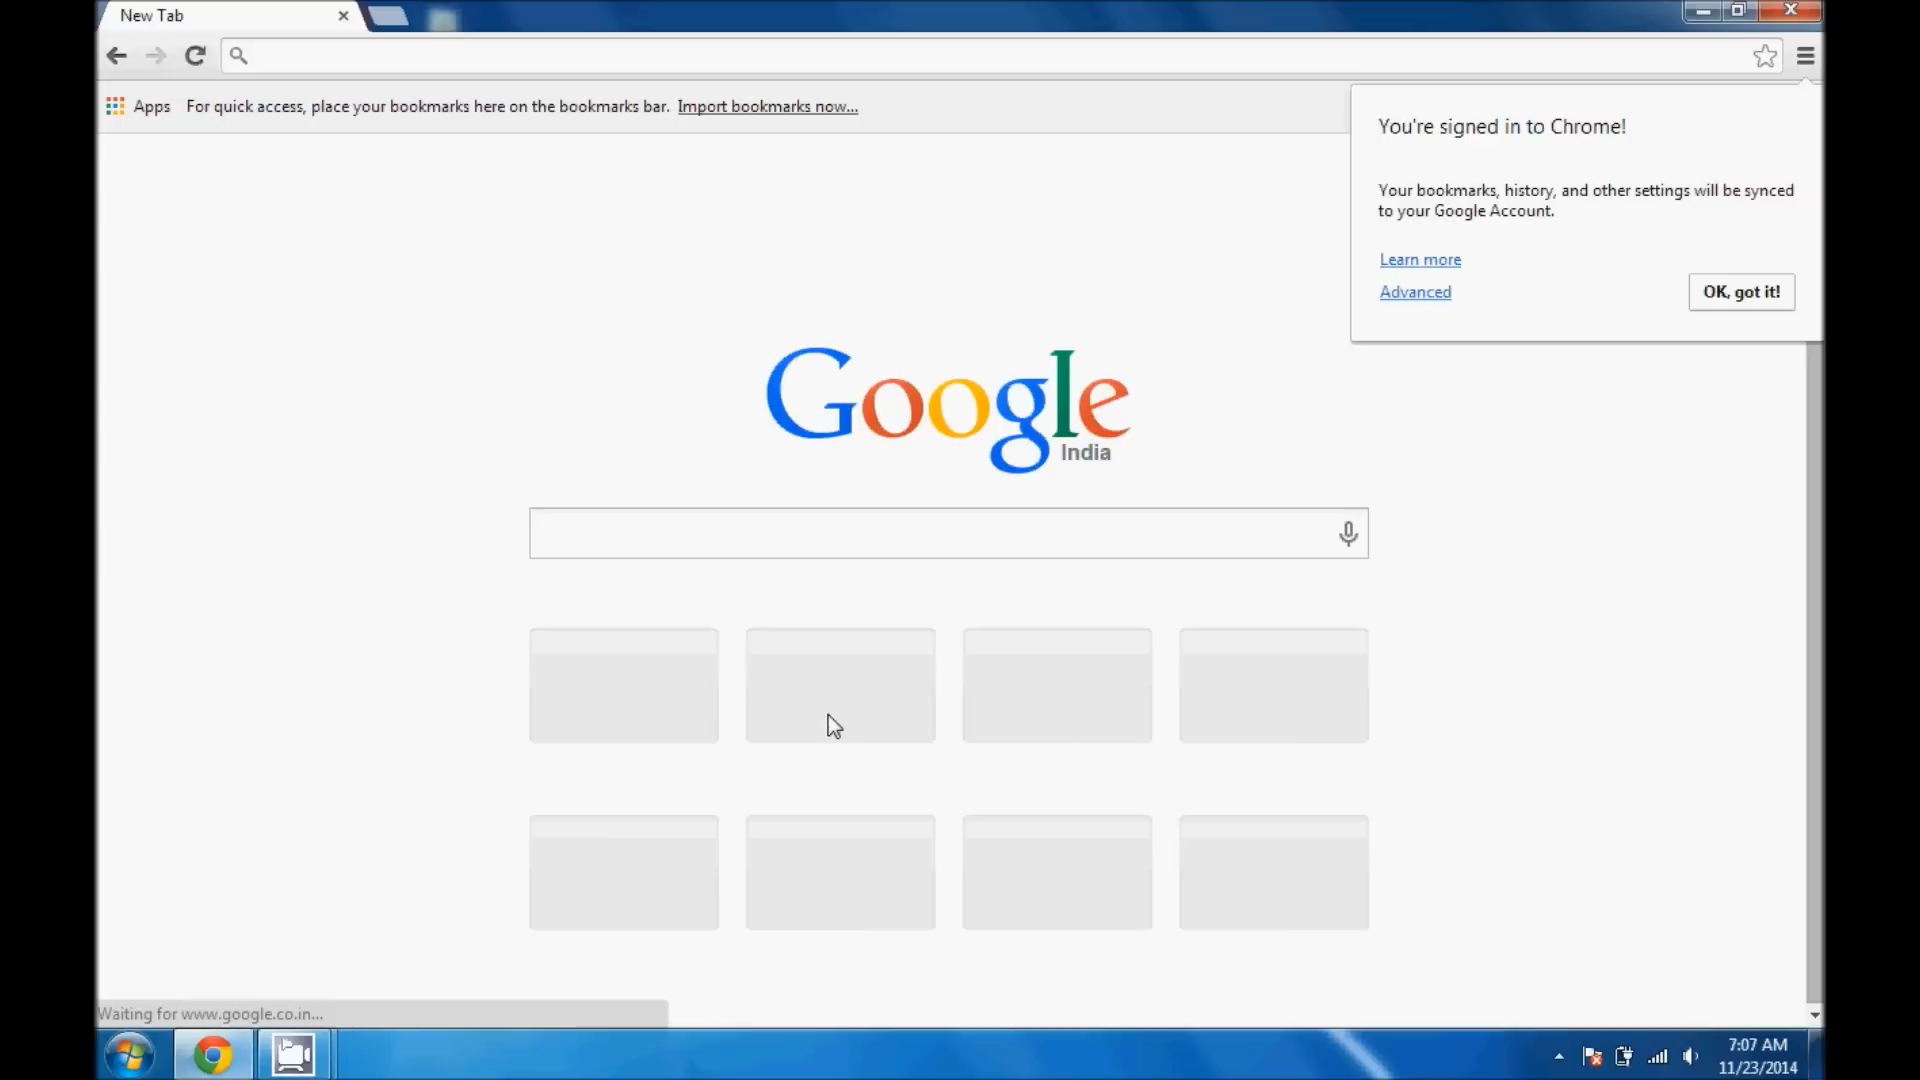 New Tab
Apps For quick access, place your bookmarks here on the bookmarks bar. Import bookmarks now...
You're signed in to Chrome!
Your bookmarks, history, and other settings will be synced
to your Google Account.
Learn more
Advanced
OK, got it!
Google
India
Waiting for www.google.co.in...
7:07 AM
11/23/2014